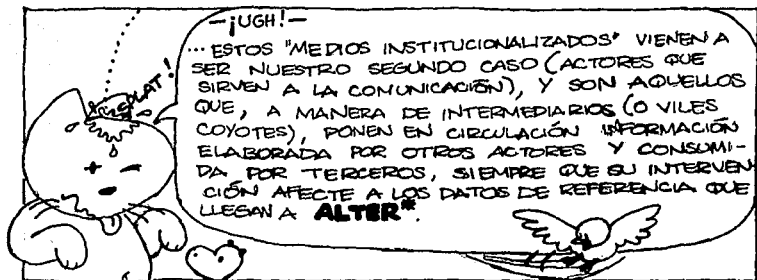 —¡UGH!—
... ESTOS "MEDIOS INSTITUCIONALIZADOS" VIENEN A
SER NUESTRO SEGUNDO CASO (ACTORES QUE
SIRVEN A LA COMUNICACIÓN), Y SON AQUELLOS
QUE, A MANERA DE INTERMEDIARIOS (O VILES
COYOTES), PONEN EN CIRCULACIÓN INFORMACIÓN
ELABORADA POR OTROS ACTORES Y CONSUMI-
DA POR TERCEROS, SIEMPRE QUE SU INTERVEN
CIÓN AFECTE A LOS DATOS DE REFERENCIA QUE
LLEGAN A ALTER*.
SPLAT!